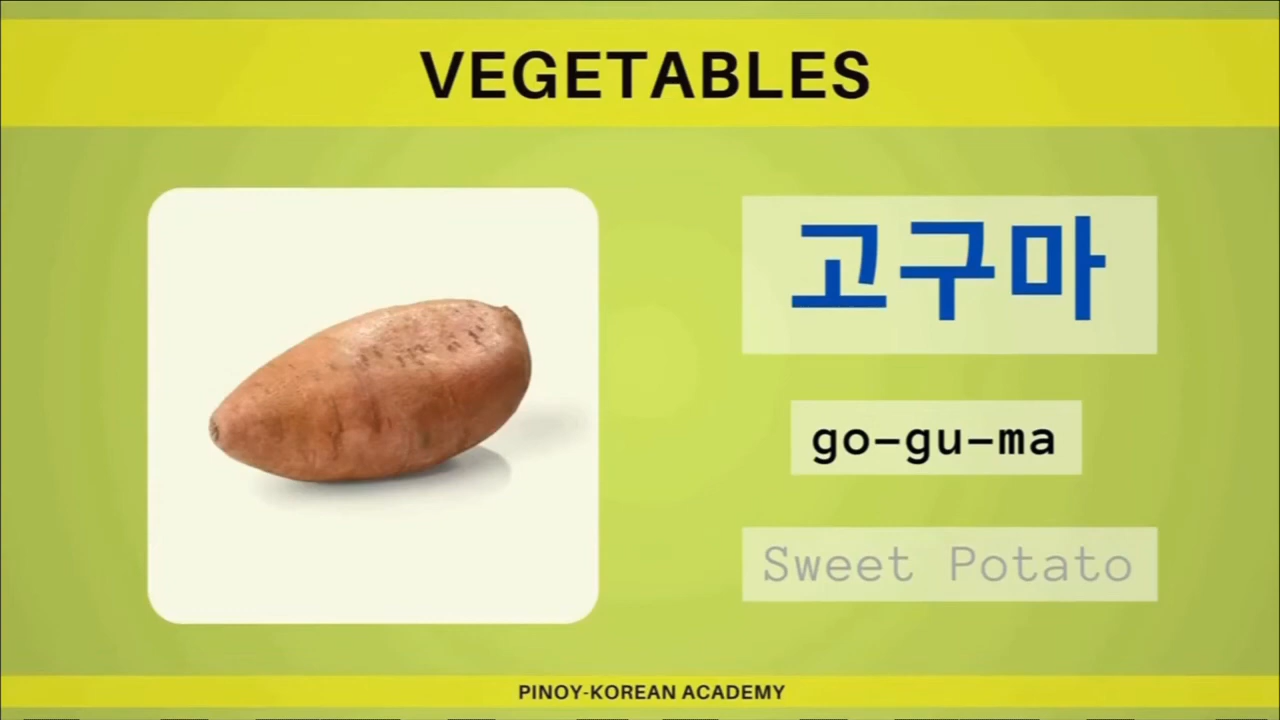 VEGETABLES
고구마
go-gu-ma
Sweet Potato
PINOY-KOREAN ACADEMY